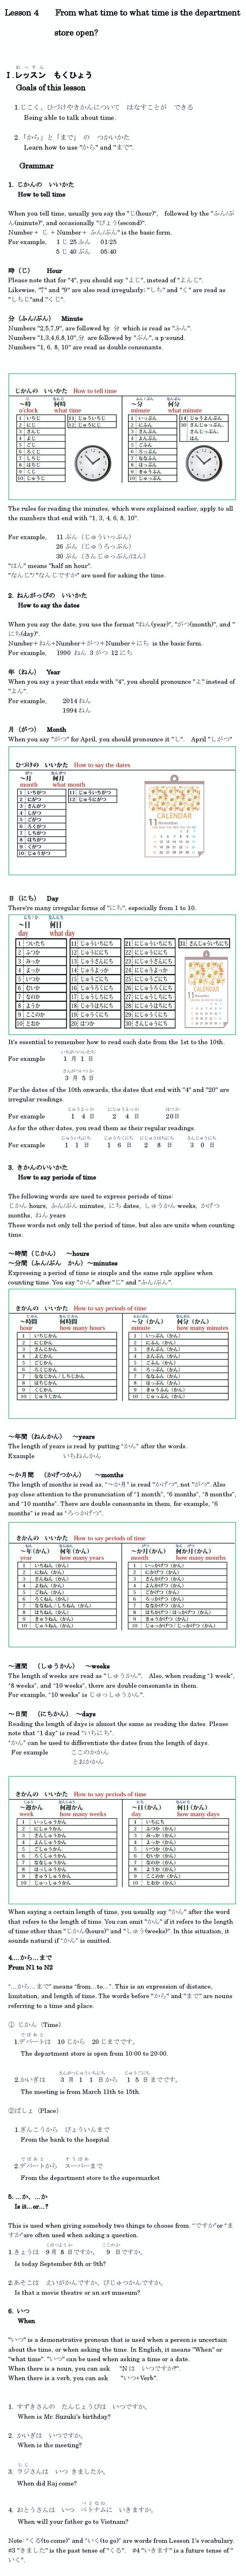 Lesson 4 From what time to what time is the department
store open?
れ っ す ん
Ⅰ.レッスン もくひょう
Goals of this lesson
1.じこく、ひづけやきかんについて はなすことが できる
Being able to talk about time.
2.「から」と「まで」 の つかいかた
Learn how to use "から" and "まで".
Grammar
1. じかんの いいかた
How to tell time
When you tell time, usually you say the "じ(hour)", followed by the "ふん/ぷ
ん(minute)", and occasionally "びょう(second)".
Number + じ + Number + ふん/ぷん" is the basic form.
For example, 1 じ 25 ふん 01:25
5 じ 40 ぷん 05:40
時（じ） Hour
Please note that for "4", you should say "よじ", instead of "よんじ".
Likewise, "7" and "9" are also read irregularly: "しち" and "く" are read as
"しちじ"and "くじ".
分（ふん/ぷん） Minute
Numbers "2,5,7,9", are followed by 分 which is read as "ふん".
Numbers "1,3,4,6,8,10",分 are followed by "ぷん", a p-sound.
Numbers "1, 6, 8, 10" are read as double consonants.
じかんの いいかた How to tell time
～時 何時
o'clock what time
1 いちじ 11 じゅういちじ
2 にじ 12 じゅうにじ
3 さんじ
4 よじ
5 ごじ
6 ろくじ
7 しちじ
8 はちじ
9 くじ
10 じゅうじ
～分 何分
minute what minute
1 いっぷん 14 じゅうよんぷん
2 にふん 30 さんじゅっぷん、
3 さんぷん さんじっぷん、
4 よんぷん はん
5 ごふん
6 ろっぷん
7 ななふん
8 はっぷん
9 きゅうふん
10 じゅっぷん
The rules for reading the minutes, which were explained earlier, apply to all
the numbers that end with "1, 3, 4, 6, 8, 10".
For example, 11 ぷん（じゅういっぷん）
26 ぷん（にじゅうろっぷん）
30 ぷん（さんじゅっぷん/はん）
"はん" means "half an hour".
"なんじ"/ "なんじですか" are used for asking the time.
2. ねんがっぴの いいかた
How to say the dates
When you say the date, you use the format "ねん(year)", "がつ(month)", and "
にち(day)".
Number＋ねん+Number＋がつ＋Number＋にち is the basic form.
For example, 1990 ねん 3 がつ 12 にち
年（ねん） Year
When you say a year that ends with "4", you should pronounce "よ" instead of
"よん".
For example, 2014 ねん
1994 ねん
月（がつ） Month
When you say "がつ" for April, you should pronounce it "し". April "しがつ"
ひづけの いいかた How to say the dates
～月 何月
month what month
1 いちがつ 11 じゅういちがつ
2 にがつ 12 じゅうにがつ
3 さんがつ
4 しがつ
5 ごがつ
6 ろくがつ
7 しちがつ
8 はちがつ
9 くがつ
10 じゅうがつ
11 November
CALENDAR
日（にち） Day
There're many irregular forms of "にち", especially from 1 to 10.
～日 何日
day what day
1 ついたち 11 じゅういちにち 21 にじゅういちにち 31 さんじゅういちにち
2 ふつか 12 じゅうににち 22 にじゅうににち
3 みっか 13 じゅうさんにち 23 にじゅうさんにち
4 よっか 14 じゅうよっか 24 にじゅうよっか
5 いつか 15 じゅうごにち 25 にじゅうごにち
6 むいか 16 じゅうろくにち 26 にじゅうろくにち
7 なのか 17 じゅうしちにち 27 にじゅうしちにち
8 ようか 18 じゅうはちにち 28 にじゅうはちにち
9 ここのか 19 じゅうくにち 29 にじゅうくにち
10 とおか 20 はつか 30 さんじゅうにち
CALENDAR
It's essential to remember how to read each date from the 1st to the 10th.
いちがつついたち
For example 1 月 1 日
さんがついつか
3 月 5 日
For the dates of the 10th onwards, the dates that end with "4" and "20" are
irregular readings.
じゅうよっか にじゅうよっか はつか
For example 1 4 日 2 4 日 20日
As for the other dates, you read them as their regular readings.
じゅういちにち じゅうろくにち にじゅうはちにち さんじゅうにち
For example 1 1 日 1 6 日 2 8 日 3 0 日
3. きかんのいいかた
How to say periods of time
The following words are used to express periods of time:
じかん hours, ふん/ぷん minutes, にち dates, しゅうかん weeks, かげつ
months, ねん years
These words not only tell the period of time, but also are units when counting
time.
～時間（じかん） ～hours
～分間（ふん/ぷん かん）～minutes
Expressing a period of time is simple and the same rule applies when
counting time. You say "かん" after "じ" and "ふん/ぷん".
きかんの いいかた How to say periods of time
～時間 何時間
hour how many hours
1 いちじかん
2 にじかん
3 さんじかん
4 よじかん
5 ごじかん
6 ろくじかん
7 ななじかん / しちじかん
8 はちじかん
9 くじかん
10 じゅうじかん
～分（かん） 何分（かん）
minute how many minutes
1 いっぷん（かん）
2 にふん（かん）
3 さんぷん（かん）
4 よんぷん（かん）
5 ごふん（かん）
6 ろっぷん（かん）
7 ななふん（かん）
8 はっぷん（かん）
9 きゅうふん（かん）
10 じゅっぷん（かん）
～年間（ねんかん） ～years
The length of years is read by putting "かん" after the words.
Example いちねんかん
～か月間 （かげつかん） ～months
The length of months is read as, "～か月" is read "かげつ", not "がつ". Also
pay close attention to the pronunciation of "1 month", "6 months", "8 months",
and "10 months". There are double consonants in them, for example, "6
months" is read as "ろっかげつ".
きかんの いいかた How to say periods of time
～年（かん） 何年（かん）
year how many years
1 いちねん（かん）
2 にねん（かん）
3 さんねん（かん）
4 よねん（かん）
5 ごねん（かん）
6 ろくねん（かん）
7 ななねん / しちねん（かん）
8 はちねん（かん）
9 きゅうねん（かん）
10 じゅうねん（かん）
～か月（かん） 何か月（かん）
month how many months
1 いっかげつ（かん）
2 にかげつ（かん）
3 さんかげつ（かん）
4 よんかげつ（かん）
5 ごかげつ（かん）
6 ろっかげつ（かん）
7 ななかげつ（かん）
8 はちかげつ / はっかげつ（かん）
9 きゅうかげつ（かん）
10 じゅっかげつ / じっかげつ（かん）
～週間 （しゅうかん） ～weeks
The length of weeks are read as "しゅうかん". Also, when reading "1 week",
"8 weeks", and "10 weeks", there are double consonants in them.
For example, "10 weeks" is じゅっしゅうかん".
～日間 （にちかん） ～days
Reading the length of days is almost the same as reading the dates. Please
note that "1 day" is read "いちにち".
"かん" can be used to differentiate the dates from the length of days.
For example ここのかかん
とおかかん
きかんの いいかた How to say periods of time
～週かん 何週かん
week how many weeks
1 いっしゅうかん
2 にしゅうかん
3 さんしゅうかん
4 よんしゅうかん
5 ごしゅうかん
6 ろくしゅうかん
7 ななしゅうかん
8 はっしゅうかん
9 きゅうしゅうかん
10 じゅっしゅうかん
～日（かん） 何日（かん）
day how many days
1 いちにち
2 ふつか（かん）
3 みっか（かん）
4 よっか（かん）
5 いつか（かん）
6 むいか（かん）
7 なのか（かん）
8 ようか（かん）
9 ここのか（かん）
10 とおか（かん）
When saying a certain length of time, you usually say "かん" after the word
that refers to the length of time. You can omit "かん" if it refers to the length
of time other than "じかん(hours)" and "しゅう(weeks)". In this situation, it
sounds natural if "かん" is omitted.
4.…から…まで
From N1 to N2
"…から…まで" means "from…to…". This is an expression of distance,
limitation, and length of time. The words before "から" and "まで" are nouns
referring to a time and place.
① じかん（Time）
で ぱ あ と
1.デパートは 10 じから 20 じまでです。
The department store is open from 10:00 to 20:00.
さんがつじゅういちにち じゅうごにち
2.かいぎは 3 月 1 1 日から 1 5 日までです。
The meeting is from March 11th to 15th.
②ばしょ（Place）
1.ぎんこうから びょういんまで
From the bank to the hospital
で ぱ あ と す う ぱ あ
2.デパートから スーパーまで
From the department store to the supermarket
5. …か、…か
Is it…or…?
This is used when giving somebody two things to choose from. "ですか"or "ま
すか"are often used when asking a question.
くがつようか ここのか
1.きょうは 9月 8 日ですか、 9 日ですか。
Is today September 8th or 9th?
2.あそこは えいがかんですか、びじゅつかんですか。
Is that a movie theatre or an art museum?
6. いつ
When
"いつ" is a demonstrative pronoun that is used when a person is uncertain
about the time, or when asking the time. In English, it means "When" or
"what time". "いつ" can be used when asking a time or a date.
When there is a noun, you can ask "N は いつですか?".
When there is a verb, you can ask "いつ+Verb".
1. すずきさんの たんじょうびは いつですか。
When is Mr. Suzuki's birthday?
2. かいぎは いつですか。
When is the meeting?
ら じ
3. ラジさんは いつ きましたか。
When did Raj come?
べ と な む
4. おとうさんは いつ ベトナムに いきますか。
When will your father go to Vietnam?
Note: "くる(to come)" and "いく(to go)" are words from Lesson 1's vocabulary.
#3 "きました" is the past tense of "くる". #4 "いきます" is a future tense of "
いく".